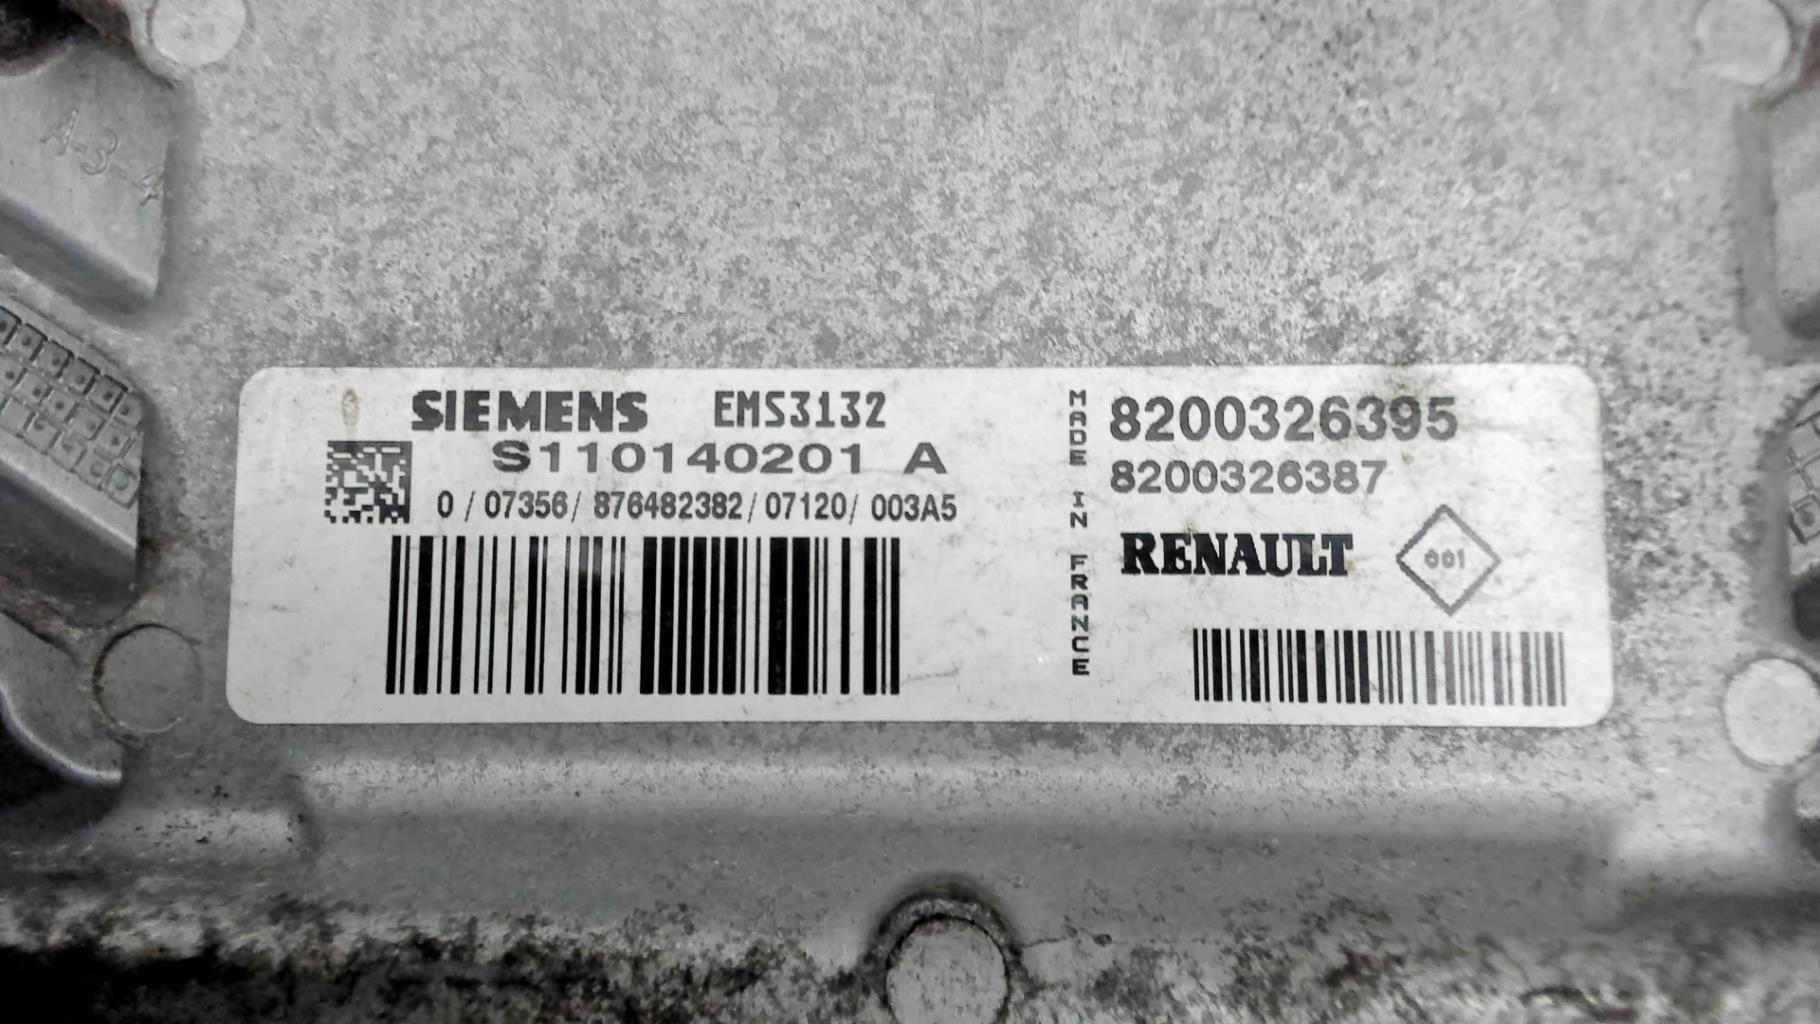 A-3-4
SIEMENS EMS3132
S110140201 A
0 / 07356/ 876482382/ 07120/ 003A5
MADE IN FRANCE
8200326395
8200326387
RENAULT 001